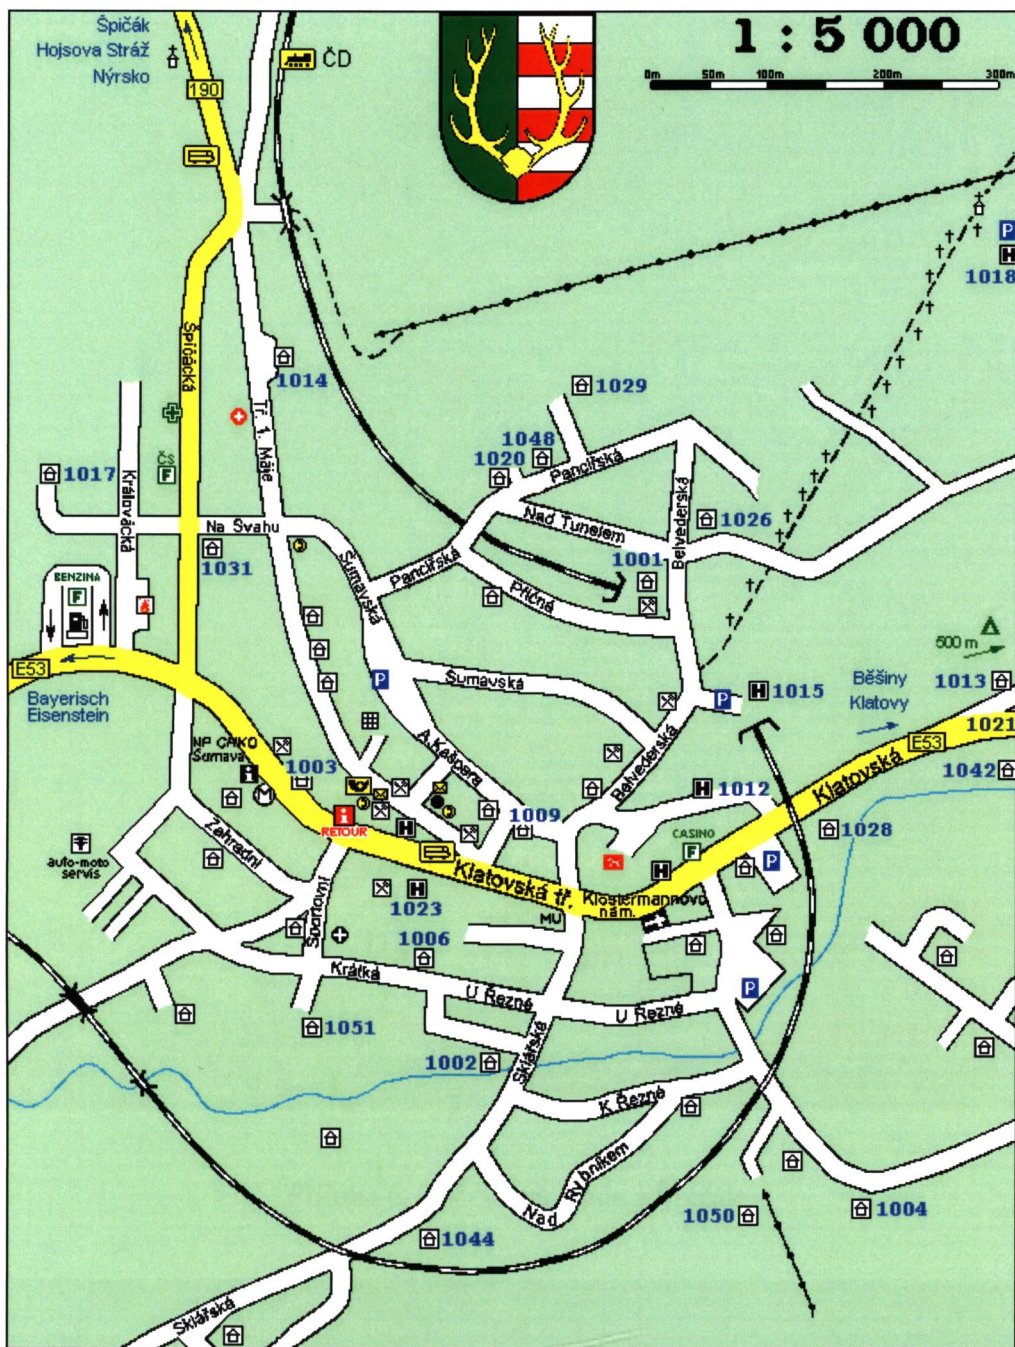 Špičák
Hojsova Stráž
Nýrsko
ČD
190
1 : 5 000
0m 50m 100m 200m 300m
P
H
1018
Špičácká
1014
Tř. 1. Máje
1029
1048
1020
Pancířská
ČS
F
1017
Královácká
Na Svahu
1031
Nad Tunelem
Belvederská
1026
1001
Pancířská
Šumavská
Příčná
BENZINA
F
E53
Bayerisch
Eisenstein
P
Šumavská
P
H
1015
500 m
Běšiny
Klatovy
1013
1021
E53
1042
NP CHKO
Šumava
i
M
1003
A.Kašpara
Belvederská
H
1012
Klatovská
i
RETOUR
H
1009
CASINO
F
1028
H
P
auto-moto
servis
Zahradní
Klatovská tř.
Klostermannovo
nám.
MÚ
H
1023
Sportovní
1006
Krátká
U Řezné
U Řezné
P
1051
1002
Sklářská
K Řezné
Nad Rybníkem
1050
1004
1044
Sklářská